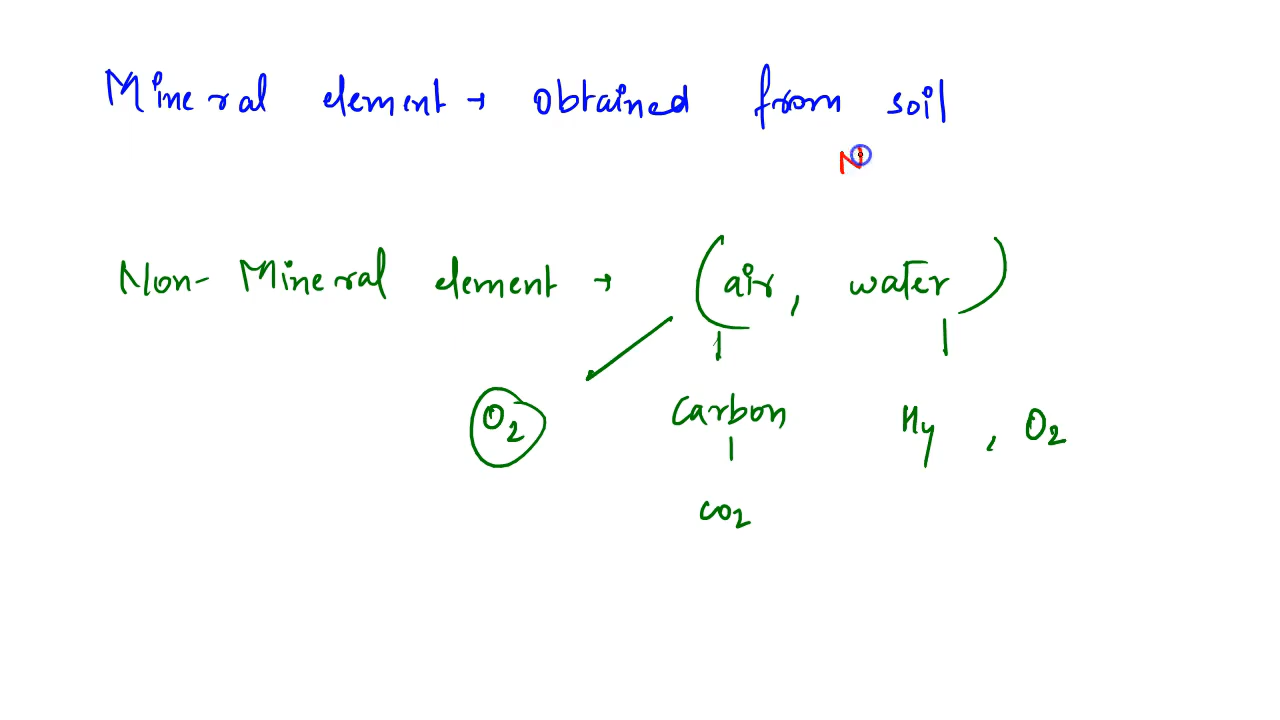 Mineral element → obtained from soil
N
Non-Mineral element → (air, water)
O2 Carbon Hy, O2
CO2